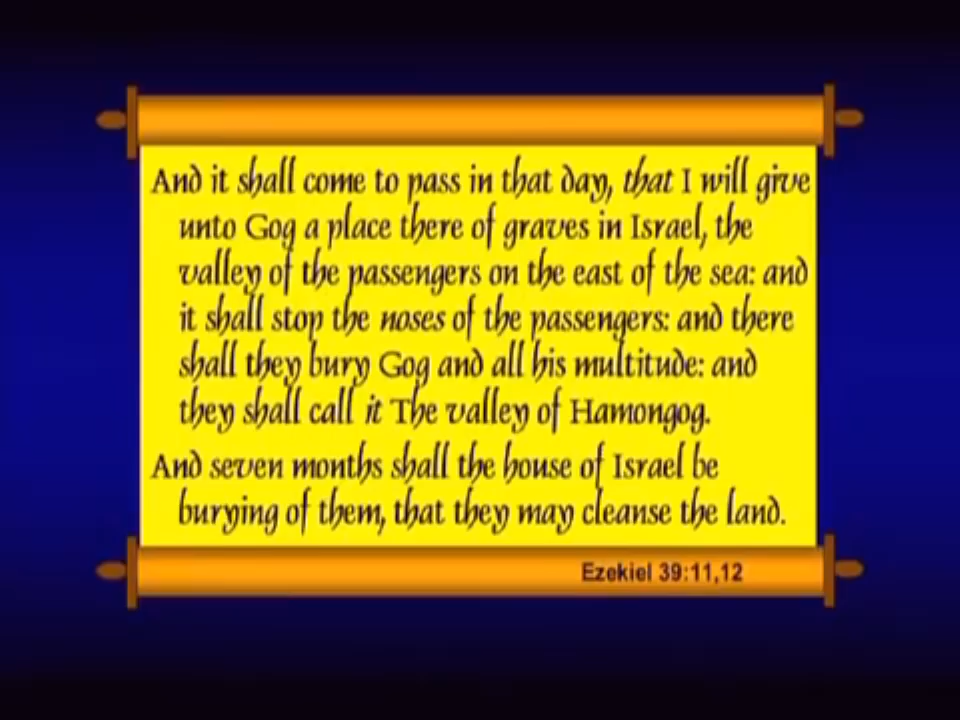 And it shall come to pass in that day, that I will give
unto Gog a place there of graves in Israel, the
valley of the passengers on the east of the sea: and
it shall stop the noses of the passengers: and there
shall they bury Gog and all his multitude: and
they shall call it The valley of Hamongog.
And seven months shall the house of Israel be
burying of them, that they may cleanse the land.
Ezekiel 39:11,12